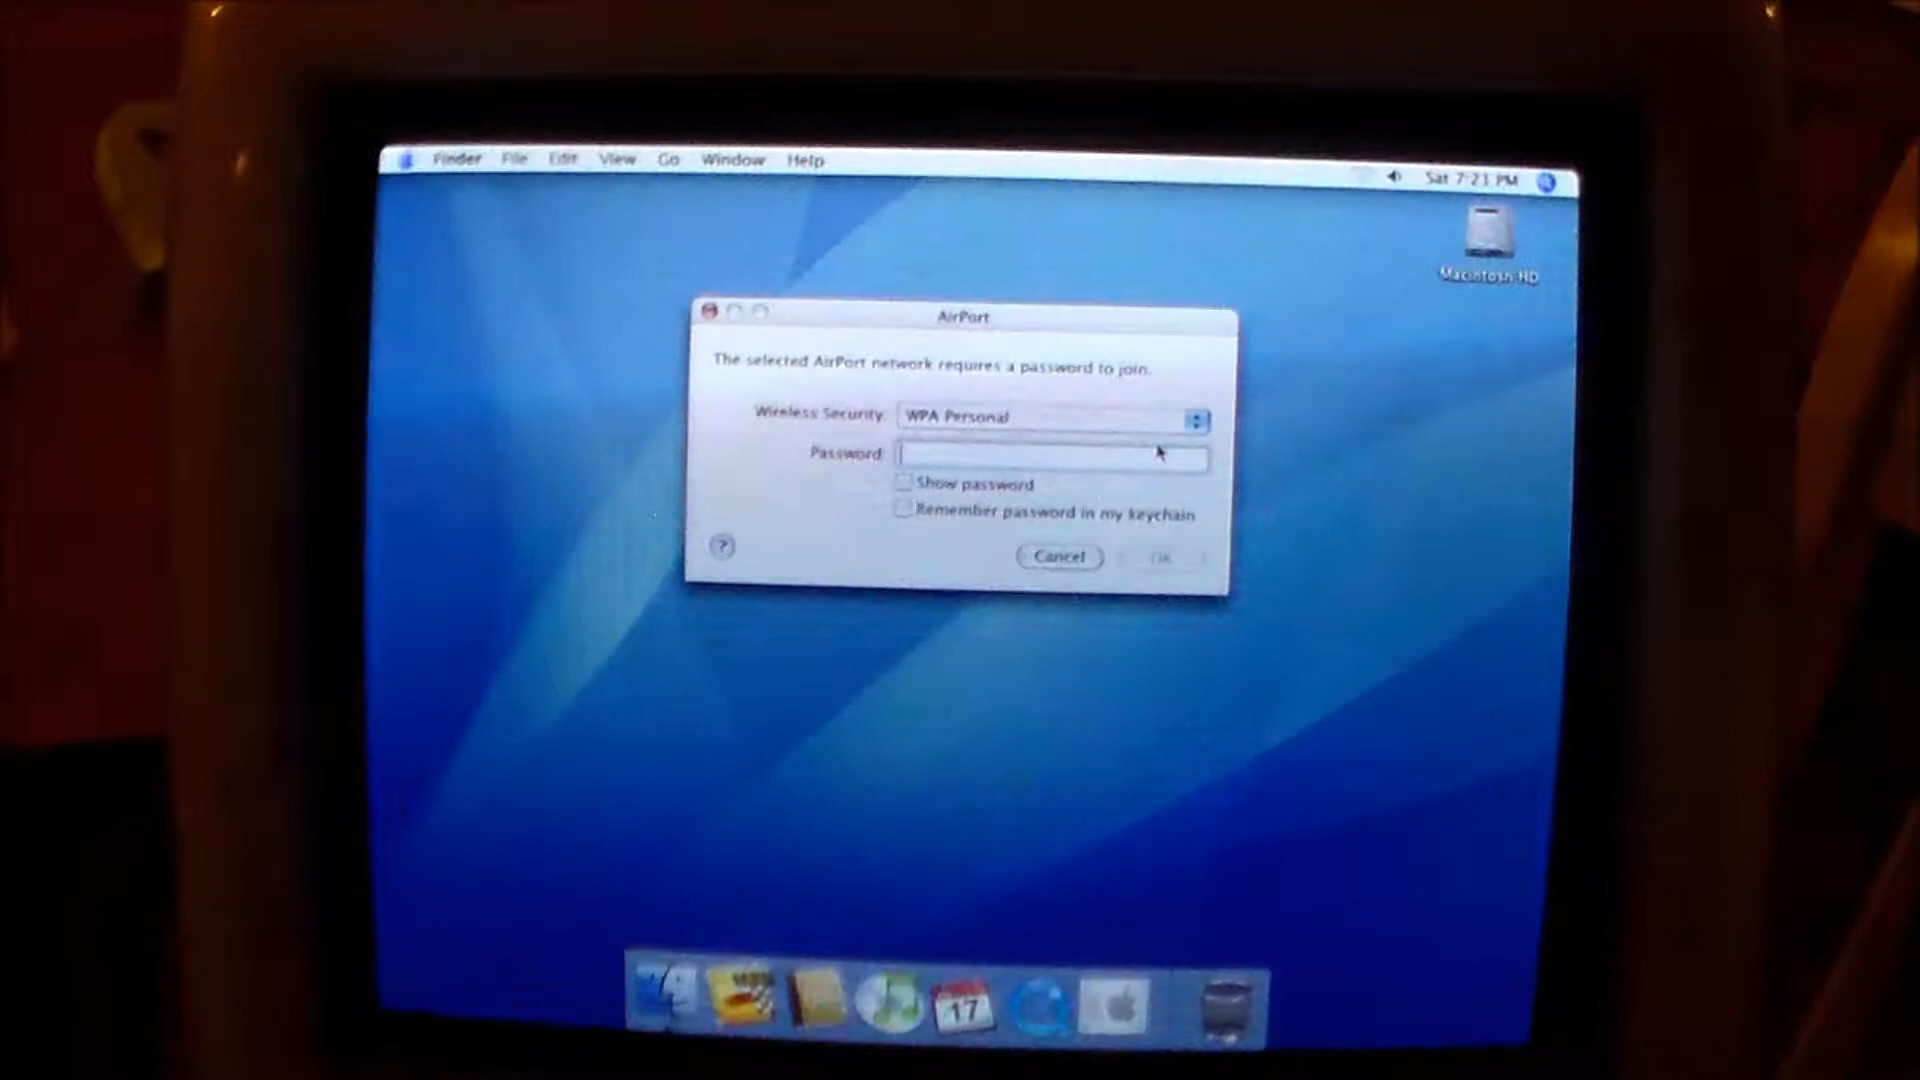 Finder File Edit View Go Window Help
Sat 7:21 PM
Macintosh HD
AirPort
The selected AirPort network requires a password to join.
Wireless Security: WPA Personal
Password:
Show password
Remember password in my keychain
? Cancel OK
17